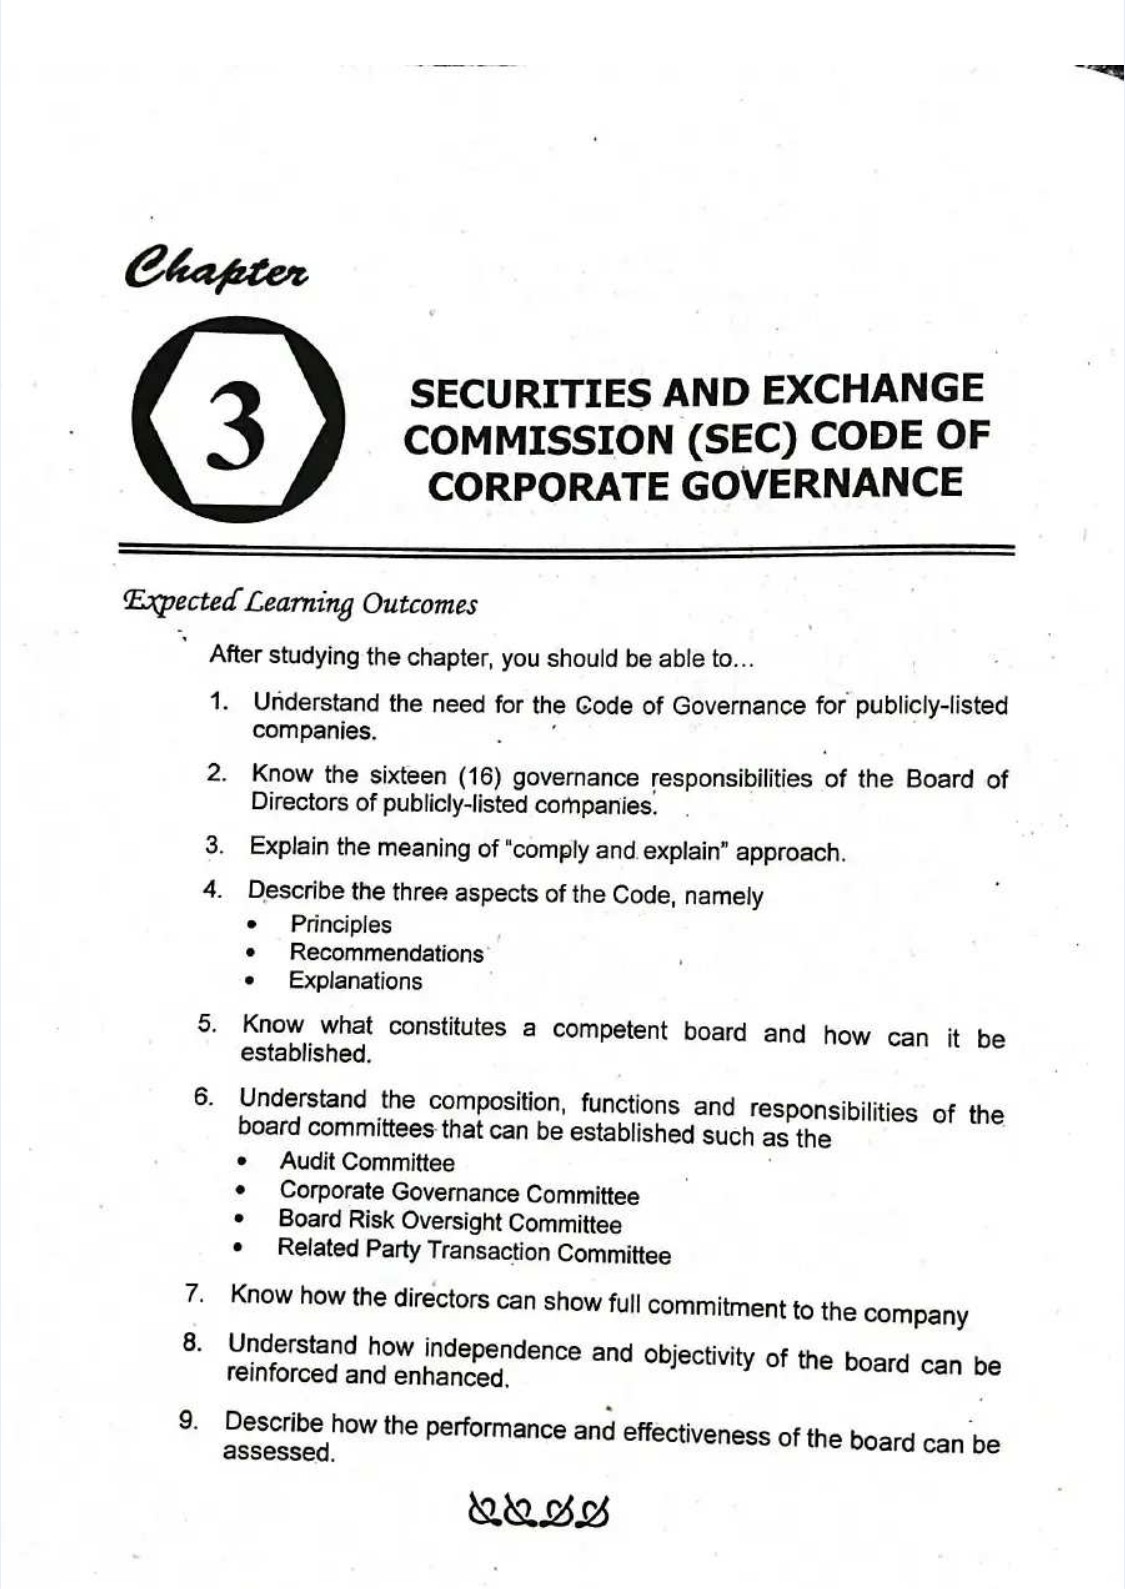 Chapter
3
SECURITIES AND EXCHANGE
COMMISSION (SEC) CODE OF
CORPORATE GOVERNANCE
Expected Learning Outcomes
After studying the chapter, you should be able to...
1. Understand the need for the Code of Governance for publicly-listed
companies.
2. Know the sixteen (16) governance responsibilities of the Board of
Directors of publicly-listed companies.
3. Explain the meaning of "comply and explain" approach.
4. Describe the three aspects of the Code, namely
• Principles
• Recommendations
• Explanations
5. Know what constitutes a competent board and how can it be
established.
6. Understand the composition, functions and responsibilities of the
board committees that can be established such as the
• Audit Committee
• Corporate Governance Committee
• Board Risk Oversight Committee
• Related Party Transaction Committee
7. Know how the directors can show full commitment to the company
8. Understand how independence and objectivity of the board can be
reinforced and enhanced.
9. Describe how the performance and effectiveness of the board can be
assessed.